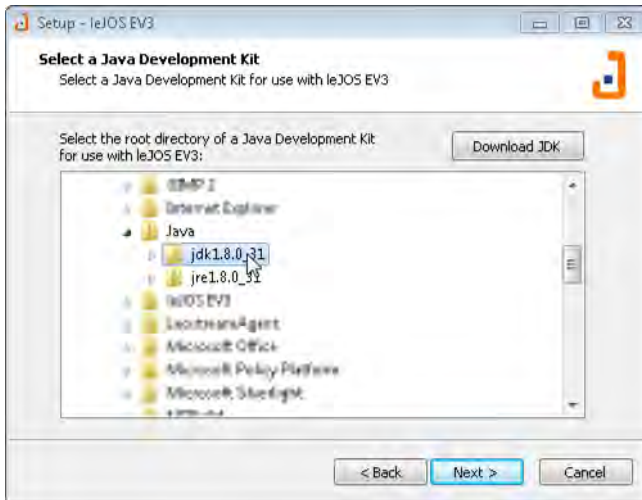 Setup - leJOS EV3
Select a Java Development Kit
Select a Java Development Kit for use with leJOS EV3
Select the root directory of a Java Development Kit
for use with leJOS EV3:
Download JDK
GIMP 2
Internet Explorer
Java
jdk1.8.0_31
jre1.8.0_31
leJOS EV3
Microsoft Office
Microsoft Policy Platform
Microsoft Silverlight
< Back
Next >
Cancel